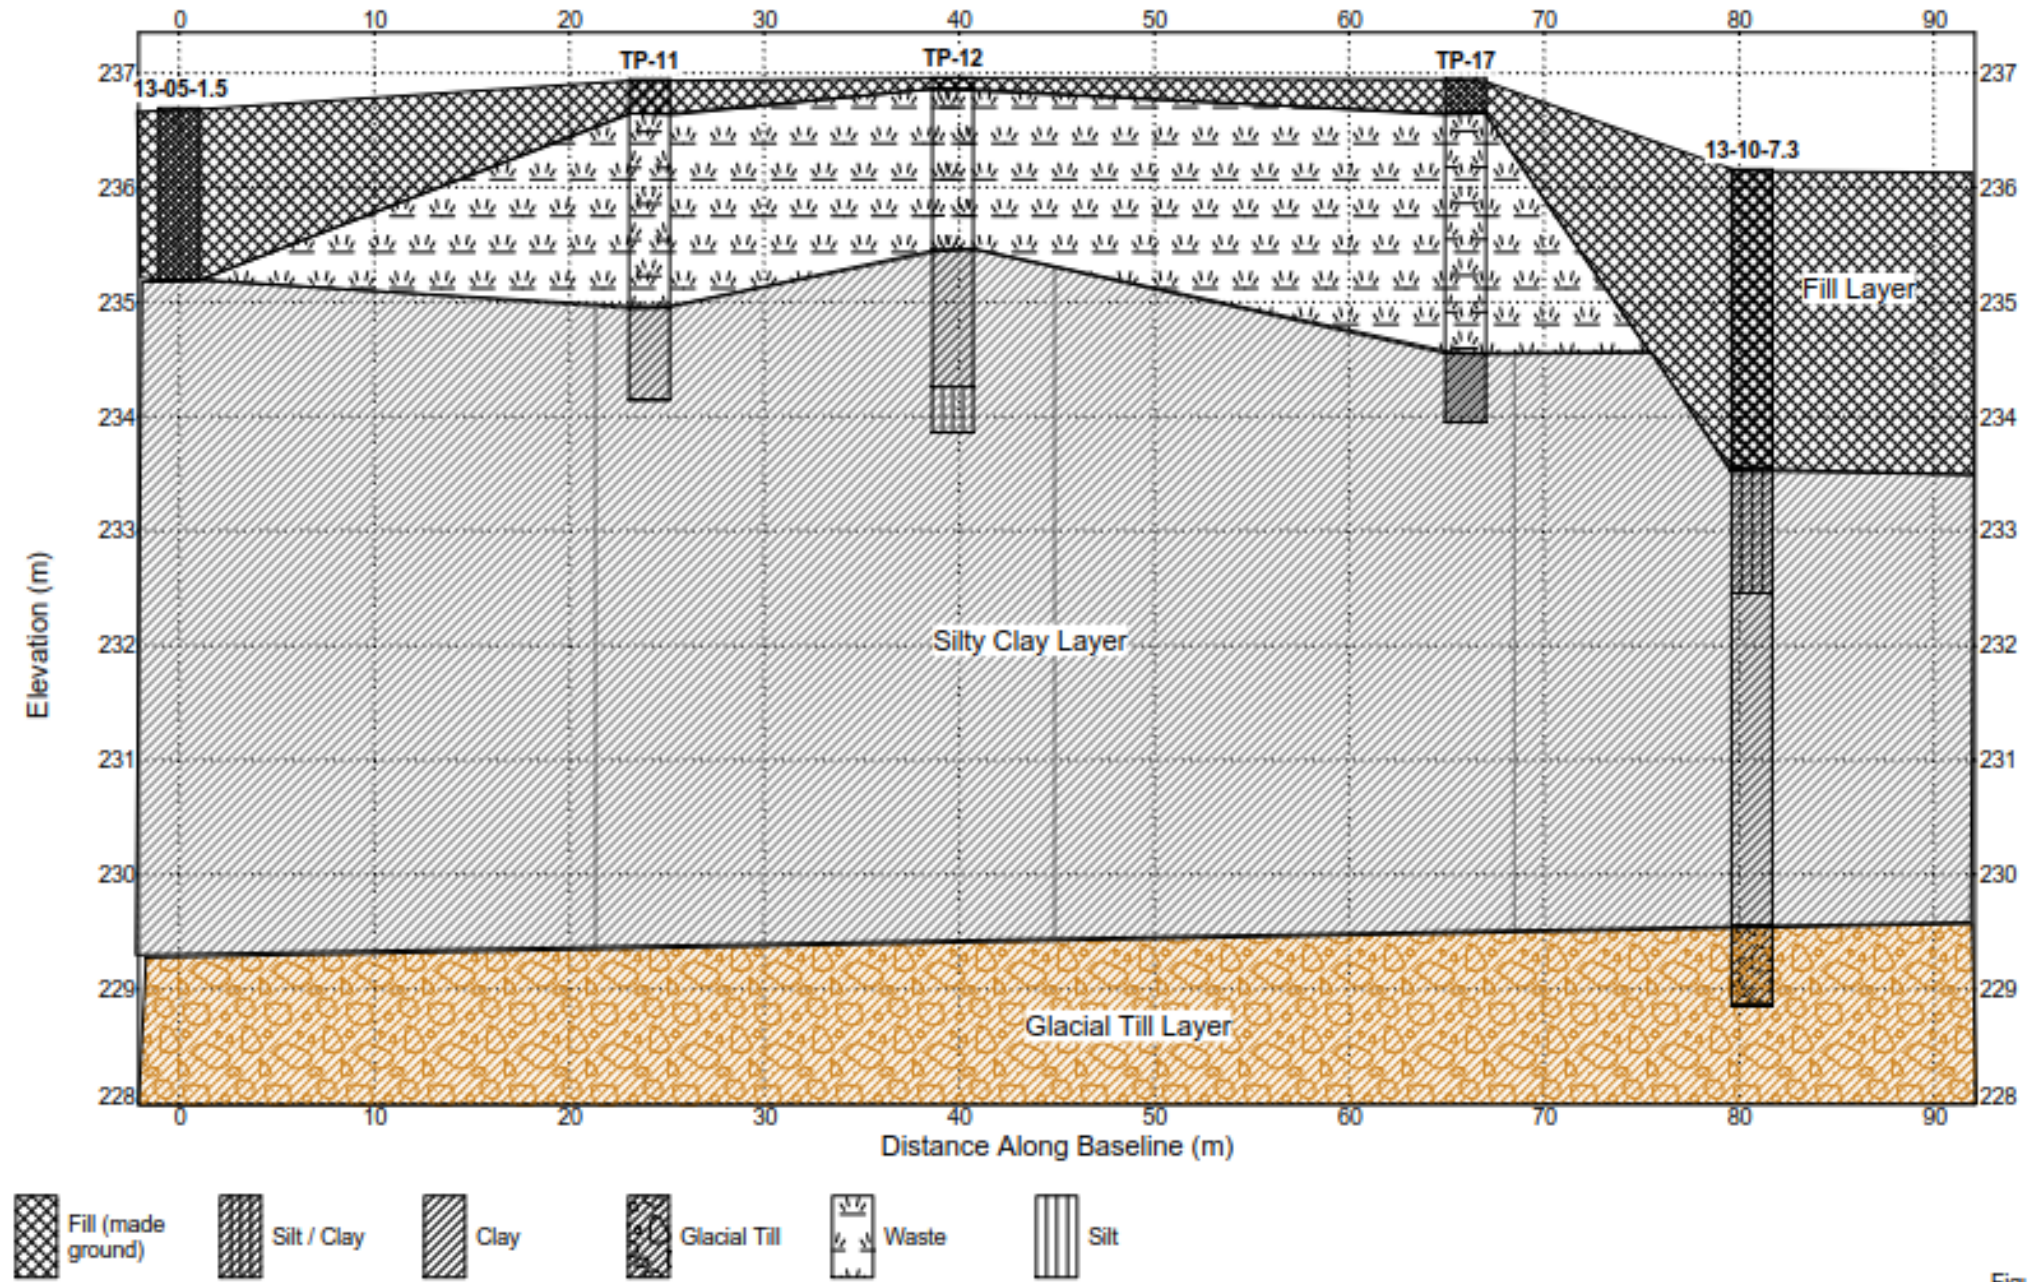 0 10 20 30 40 50 60 70 80 90
TP-11 TP-12 TP-17
237 237
13-05-1.5
13-10-7.3
236 236
Fill Layer
235 235
234 234
233 233
Elevation (m)
Silty Clay Layer
232 232
231 231
230 230
229 229
Glacial Till Layer
228 228
0 10 20 30 40 50 60 70 80 90
Distance Along Baseline (m)
Fill (made
ground)
Silt / Clay
Clay
Glacial Till
Waste
Silt